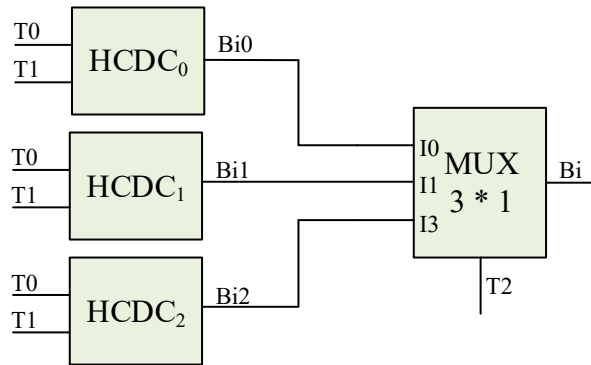 T0
T1
HCDC₀
Bi0
T0
T1
HCDC₁
Bi1
T0
T1
HCDC₂
Bi2
I0
I1
I3
MUX
3 * 1
Bi
T2